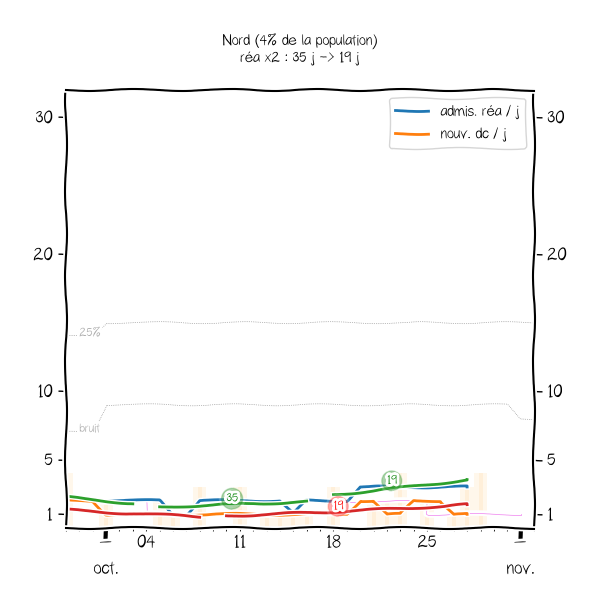 Nord (4% de la population)
réa x2 : 35 j -> 19 j
admis. réa / j
nouv. dc / j
30
30
20
20
25%
10
10
bruit
5
5
35
19
19
1
1
04
11
18
25
oct.
nov.